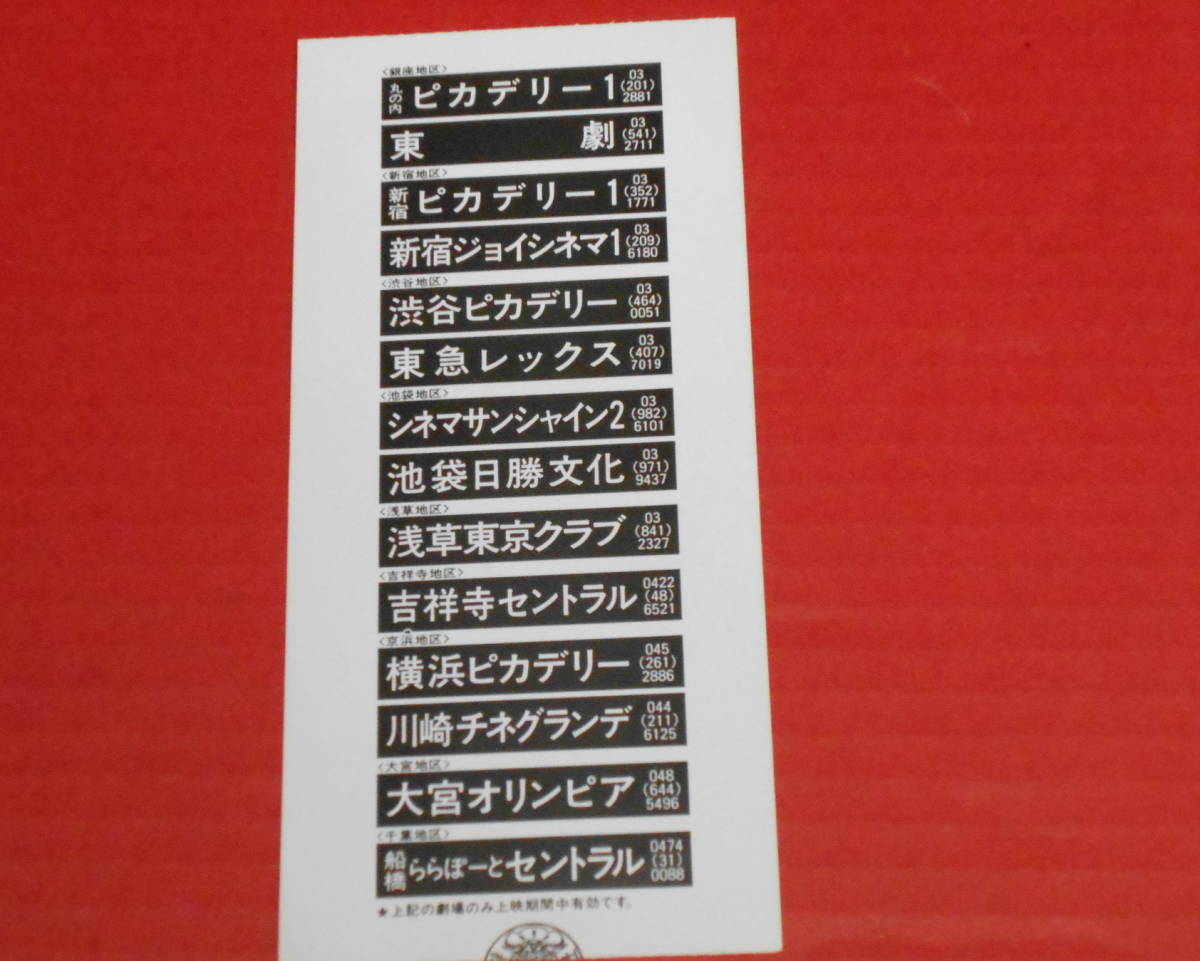 <銀座地区>
丸の内 ピカデリー1 03 (201) 2881
東劇 03 (541) 2711
<新宿地区>
新宿 ピカデリー1 03 (352) 1771
新宿ジョイシネマ1 03 (209) 6180
<渋谷地区>
渋谷ピカデリー 03 (464) 0051
東急レックス 03 (407) 7019
<池袋地区>
シネマサンシャイン2 03 (982) 6101
池袋日勝文化 03 (971) 9437
<浅草地区>
浅草東京クラブ 03 (841) 2327
<吉祥寺地区>
吉祥寺セントラル 0422 (48) 6521
<京浜地区>
横浜ピカデリー 045 (261) 2886
川崎チネグランデ 044 (211) 6125
<大宮地区>
大宮オリンピア 048 (644) 5496
<千葉地区>
船橋 ららぽーとセントラル 0474 (31) 0088
★上記の劇場のみ上映期間中有効です。